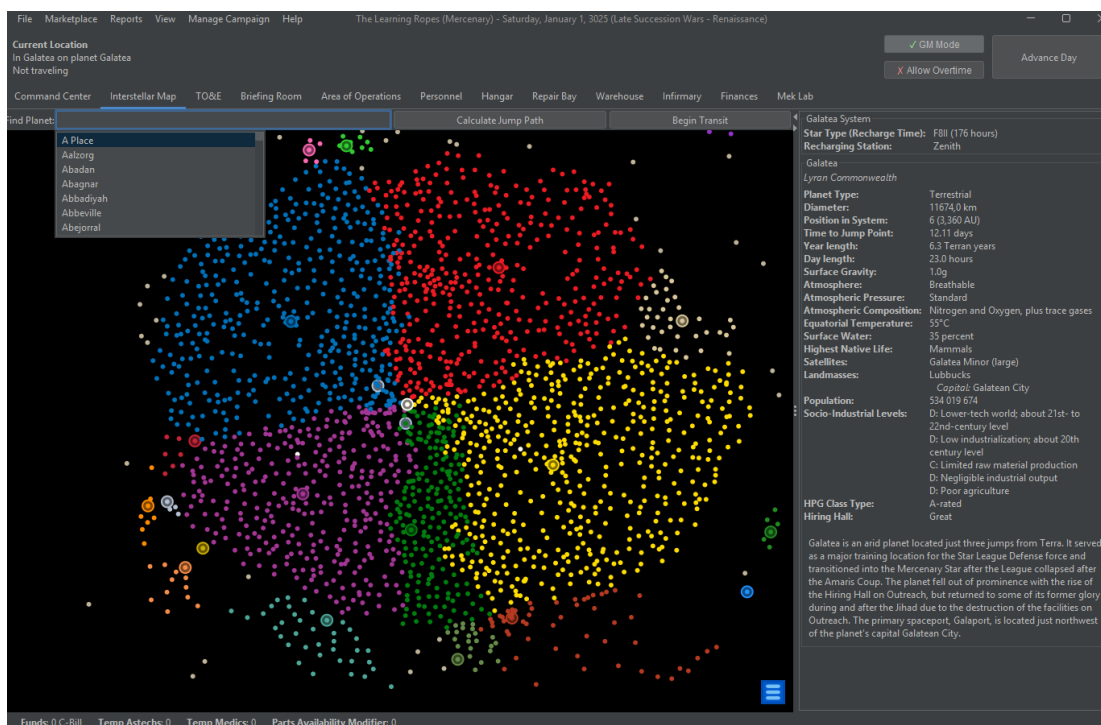 File Marketplace Reports View Manage Campaign Help The Learning Ropes (Mercenary) - Saturday, January 1, 3025 (Late Succession Wars - Renaissance)
Current Location
In Galatea on planet Galatea
Not traveling
✓ GM Mode
✗ Allow Overtime
Advance Day
Command Center Interstellar Map TO&E Briefing Room Area of Operations Personnel Hangar Repair Bay Warehouse Infirmary Finances Mek Lab
Find Planet: Calculate Jump Path Begin Transit
A Place
Aalzorg
Abadan
Abagnar
Abbadiyah
Abbeville
Abejorral
Galatea System
Star Type (Recharge Time): F8II (176 hours)
Recharging Station: Zenith
Galatea
Lyran Commonwealth
Planet Type: Terrestrial
Diameter: 11674,0 km
Position in System: 6 (3,360 AU)
Time to Jump Point: 12.11 days
Year length: 6.3 Terran years
Day length: 23.0 hours
Surface Gravity: 1.0g
Atmosphere: Breathable
Atmospheric Pressure: Standard
Atmospheric Composition: Nitrogen and Oxygen, plus trace gases
Equatorial Temperature: 55°C
Surface Water: 35 percent
Highest Native Life: Mammals
Satellites: Galatea Minor (large)
Landmasses: Lubbucks
Capital: Galatean City
Population: 534 019 674
Socio-Industrial Levels: D: Lower-tech world; about 21st- to
22nd-century level
D: Low industrialization; about 20th
century level
C: Limited raw material production
D: Negligible industrial output
D: Poor agriculture
HPG Class Type: A-rated
Hiring Hall: Great
Galatea is an arid planet located just three jumps from Terra. It served
as a major training location for the Star League Defense force and
transitioned into the Mercenary Star after the League collapsed after
the Amaris Coup. The planet fell out of prominence with the rise of
the Hiring Hall on Outreach, but returned to some of its former glory
during and after the Jihad due to the destruction of the facilities on
Outreach. The primary spaceport, Galaport, is located just northwest
of the planet's capital Galatean City.
Funds: 0 C-Bill Temp Astechs: 0 Temp Medics: 0 Parts Availability Modifier: 0